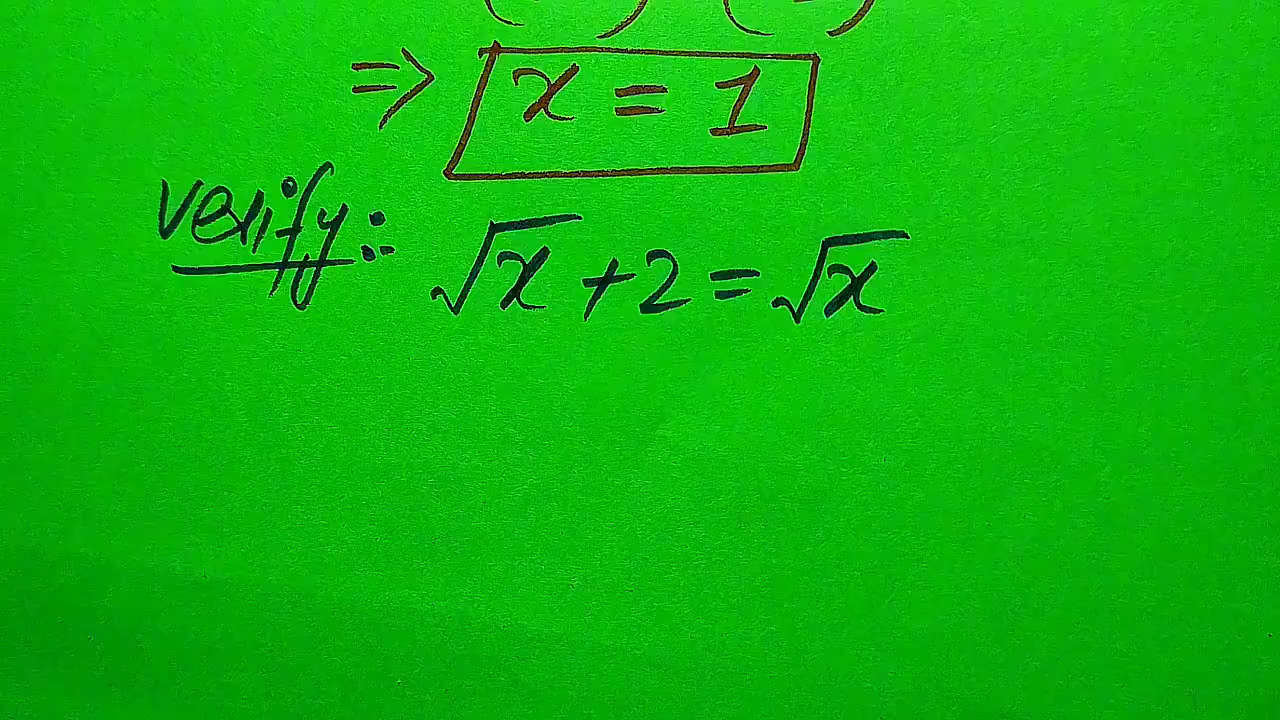 ⇒ x = 1
Verify:- √x + 2 = √x